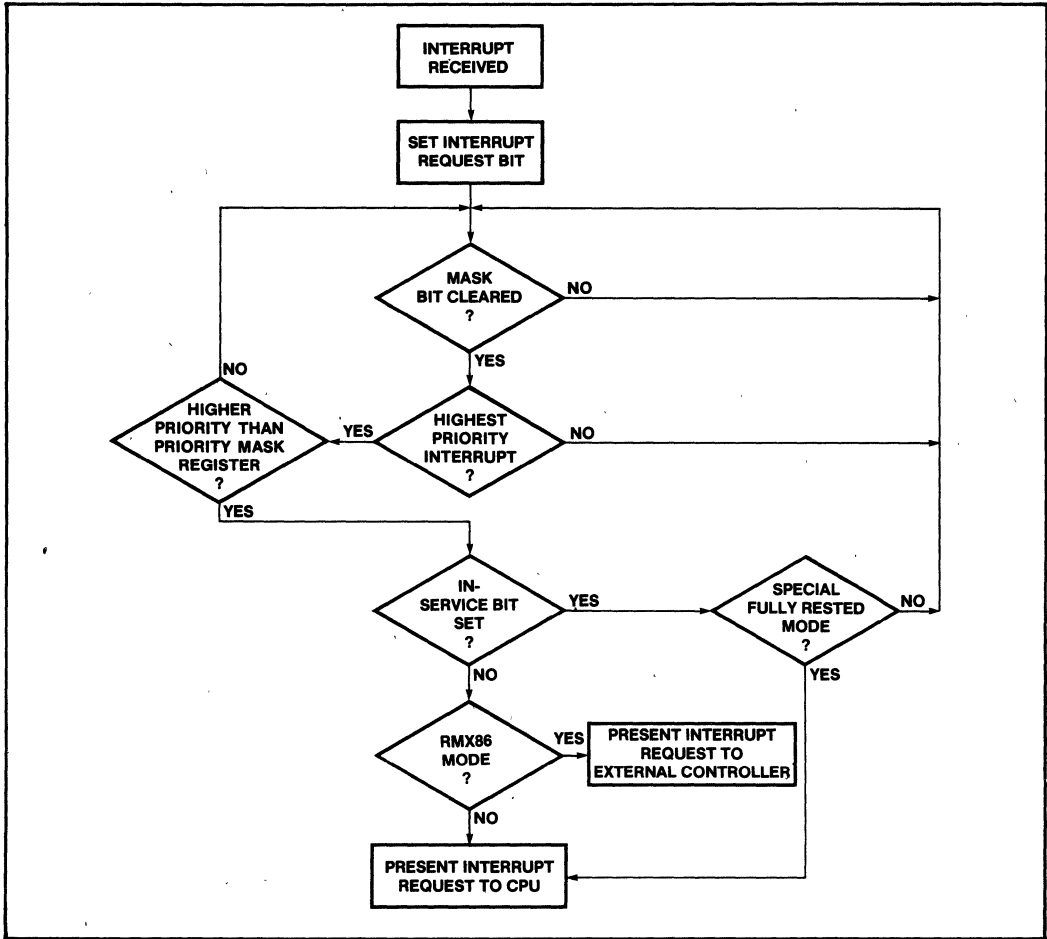 INTERRUPT
RECEIVED
SET INTERRUPT
REQUEST BIT
MASK
BIT CLEARED
?
NO
YES
HIGHEST
PRIORITY
INTERRUPT
?
NO
YES
NO
HIGHER
PRIORITY THAN
PRIORITY MASK
REGISTER
?
YES
IN-
SERVICE BIT
SET
?
YES
SPECIAL
FULLY RESTED
MODE
?
NO
YES
NO
RMX86
MODE
?
YES
PRESENT INTERRUPT
REQUEST TO
EXTERNAL CONTROLLER
NO
PRESENT INTERRUPT
REQUEST TO CPU